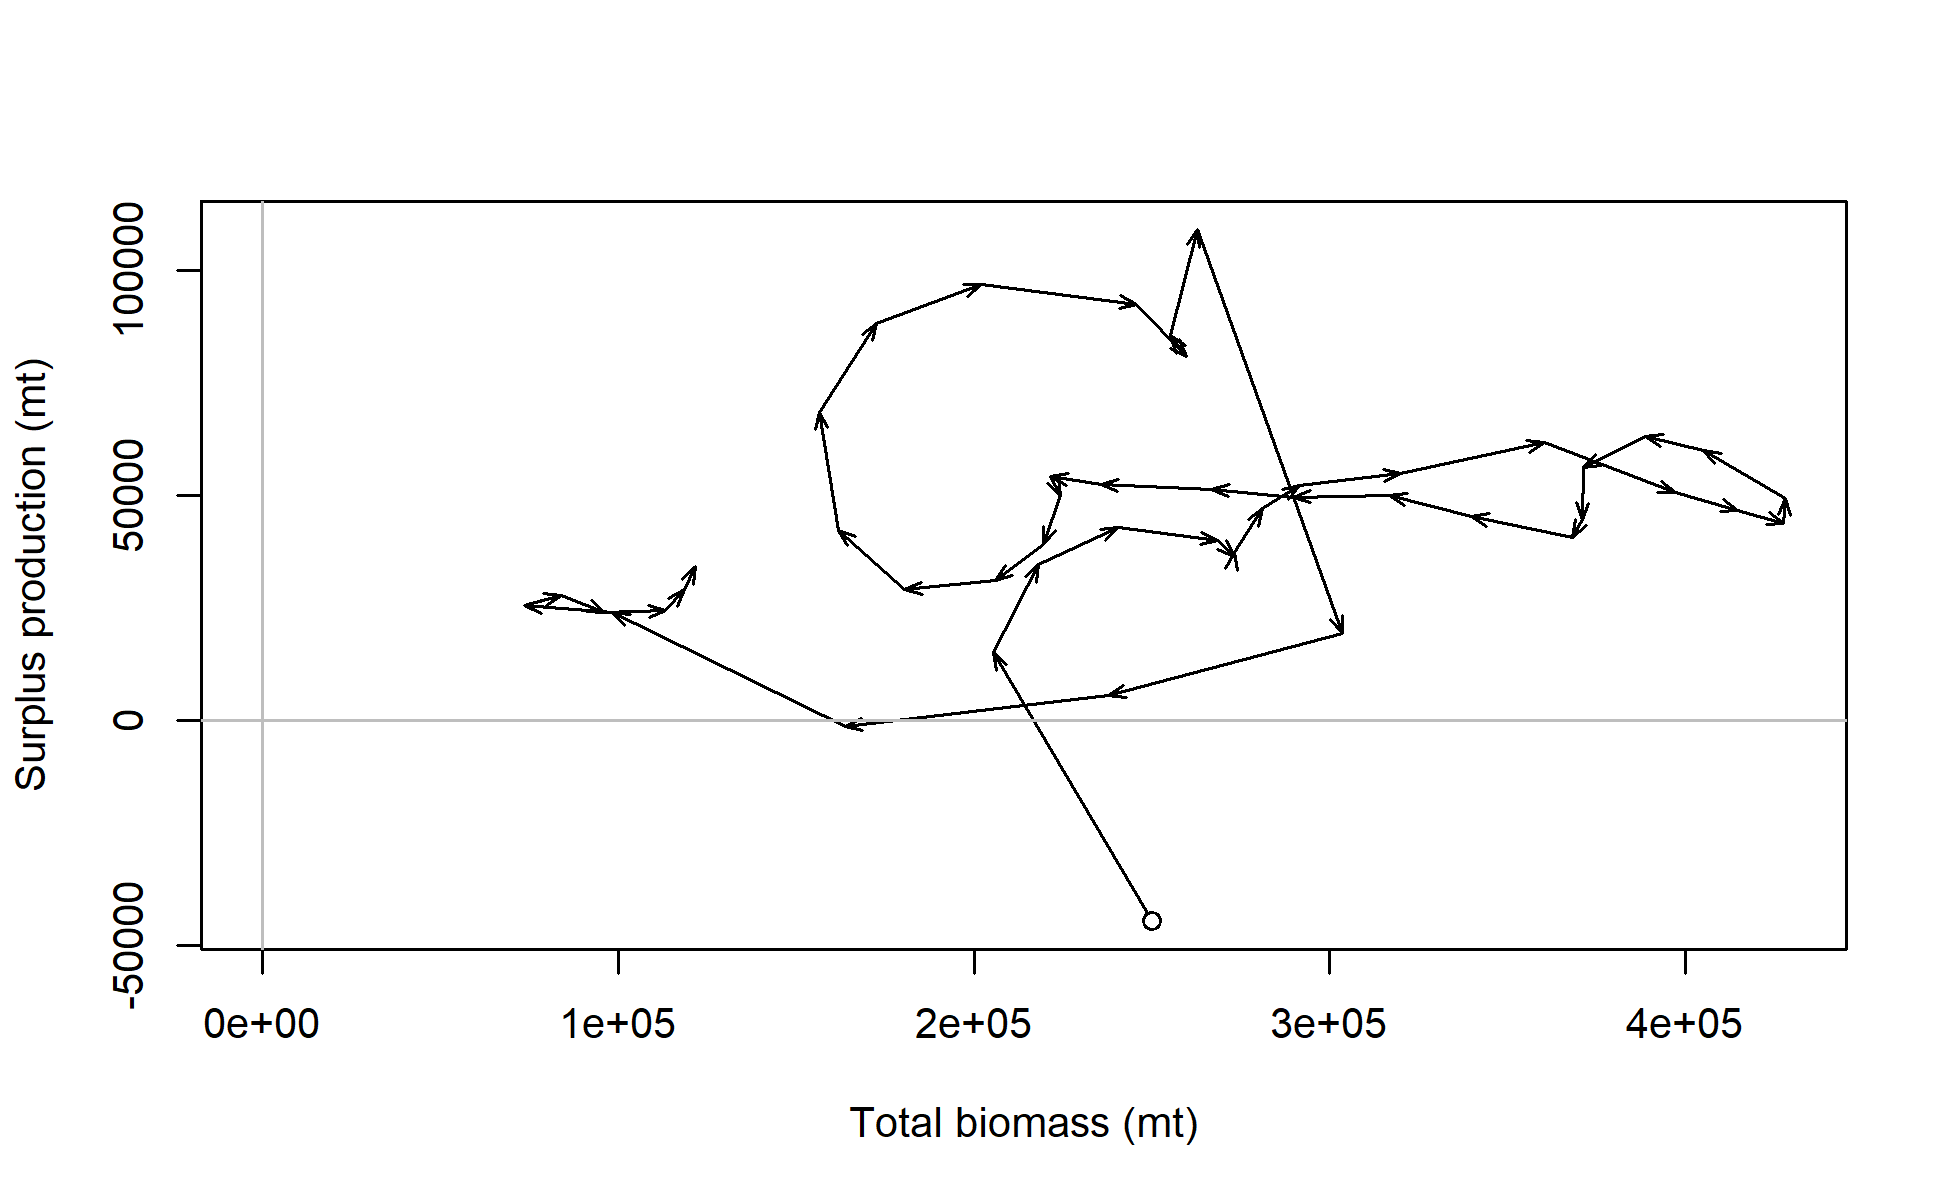 Surplus production (mt)
100000
50000
0
-50000
0e+00 1e+05 2e+05 3e+05 4e+05
Total biomass (mt)